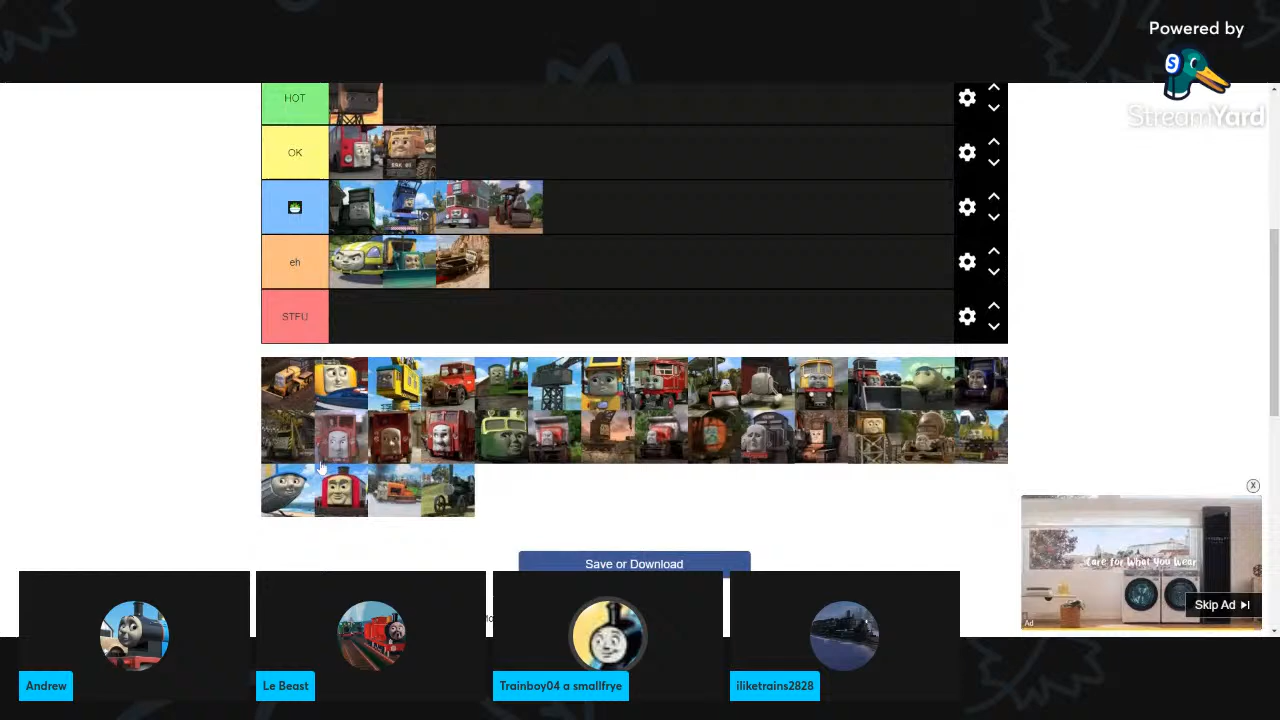 Powered by
StreamYard
HOT
OK
eh
STFU
Save or Download
Care for What You Wear
Skip Ad
Ad
Andrew
Le Beast
Trainboy04 a smallfrye
iliketrains2828